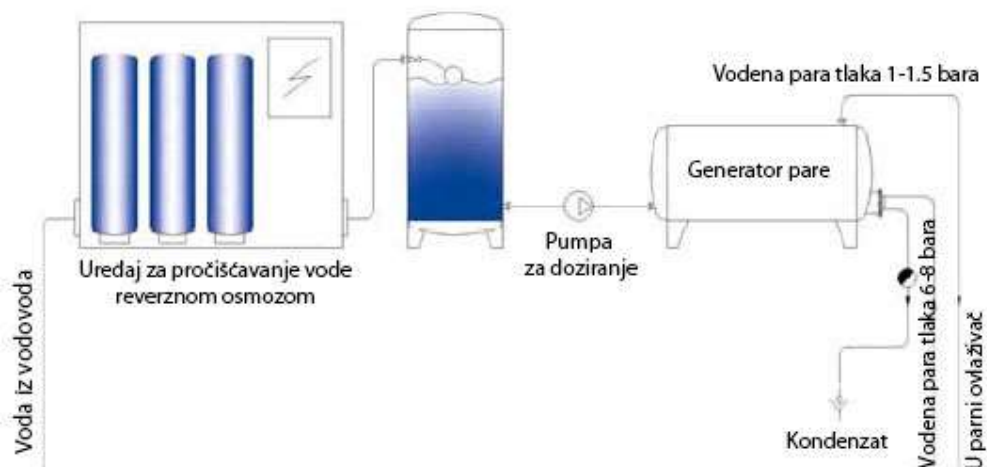 Vodena para tlaka 1-1.5 bara
Generator pare
Pumpa
za doziranje
Uredaj za pročišćavanje vode
reverznom osmozom
Voda iz vodovoda
Vodena para tlaka 6-8 bara
U parni ovlaživač
Kondenzat